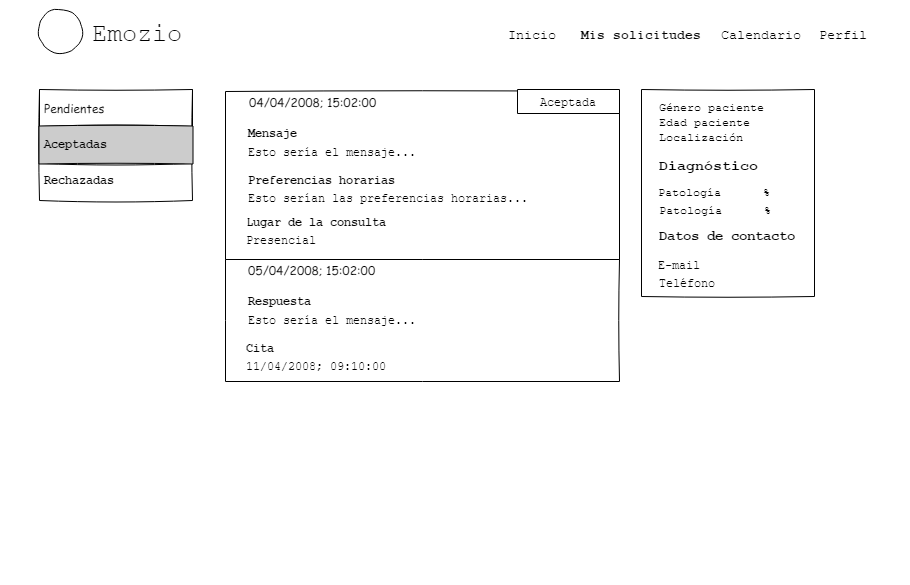 Emozio
Inicio Mis solicitudes Calendario Perfil
Pendientes
Aceptadas
Rechazadas
04/04/2008; 15:02:00
Aceptada
Mensaje
Esto sería el mensaje...
Preferencias horarias
Esto serían las preferencias horarias...
Lugar de la consulta
Presencial
05/04/2008; 15:02:00
Respuesta
Esto sería el mensaje...
Cita
11/04/2008; 09:10:00
Género paciente
Edad paciente
Localización
Diagnóstico
Patología %
Patología %
Datos de contacto
E-mail
Teléfono